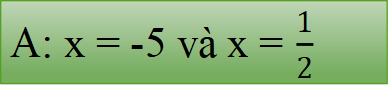 A: x = -5 và x = 1/2